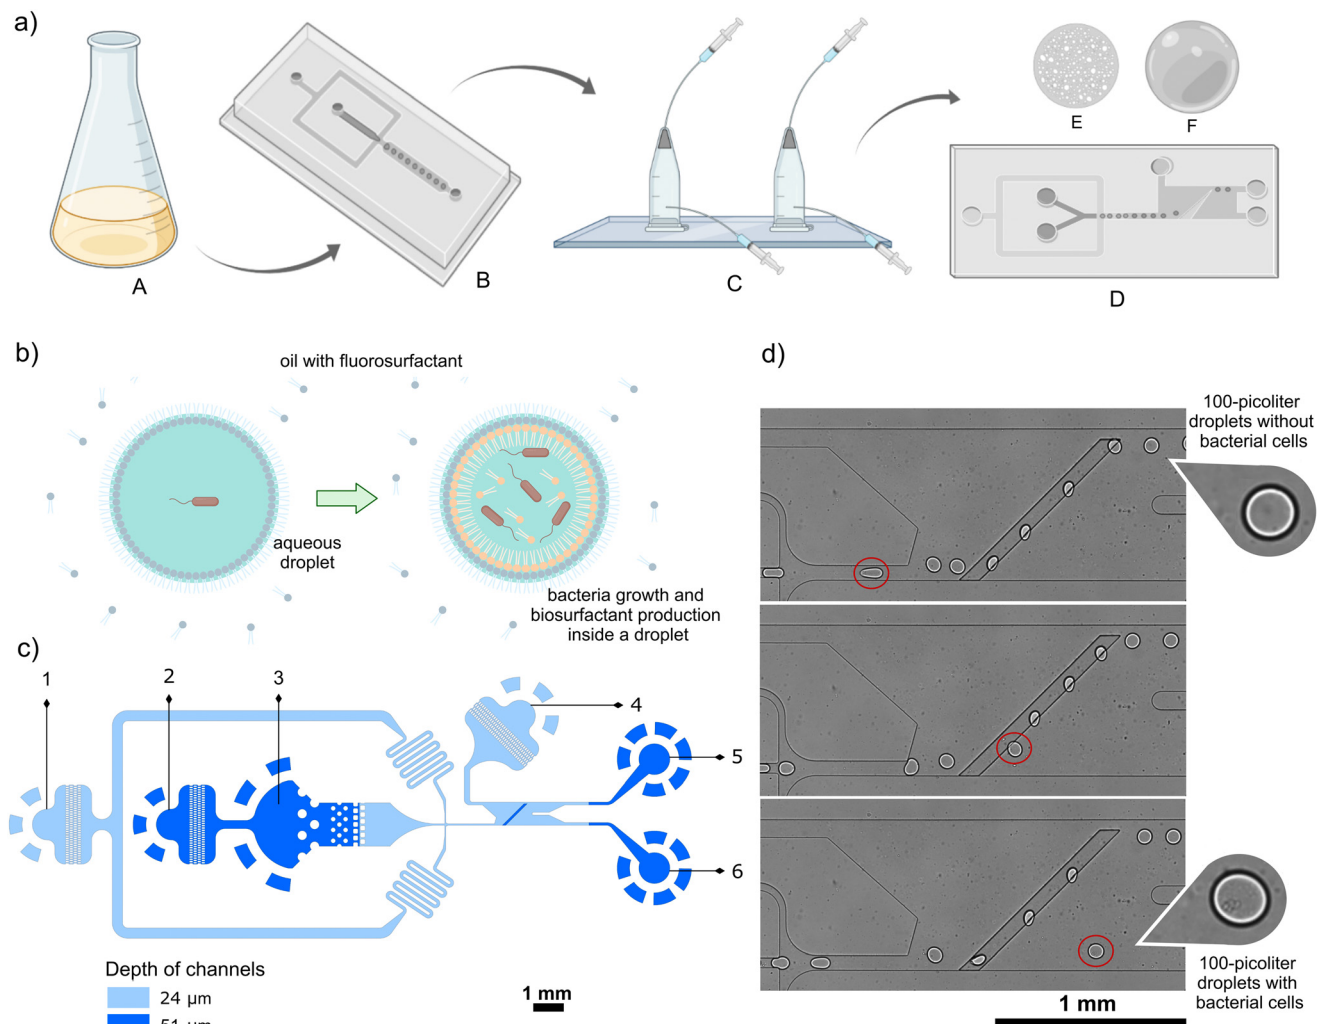 a)
A
B
C
D
E
F
b)
oil with fluorosurfactant
aqueous
droplet
bacteria growth and
biosurfactant production
inside a droplet
c)
1
2
3
4
5
6
Depth of channels
24 µm
51 µm
1 mm
d)
100-picoliter
droplets without
bacterial cells
100-picoliter
droplets with
bacterial cells
1 mm